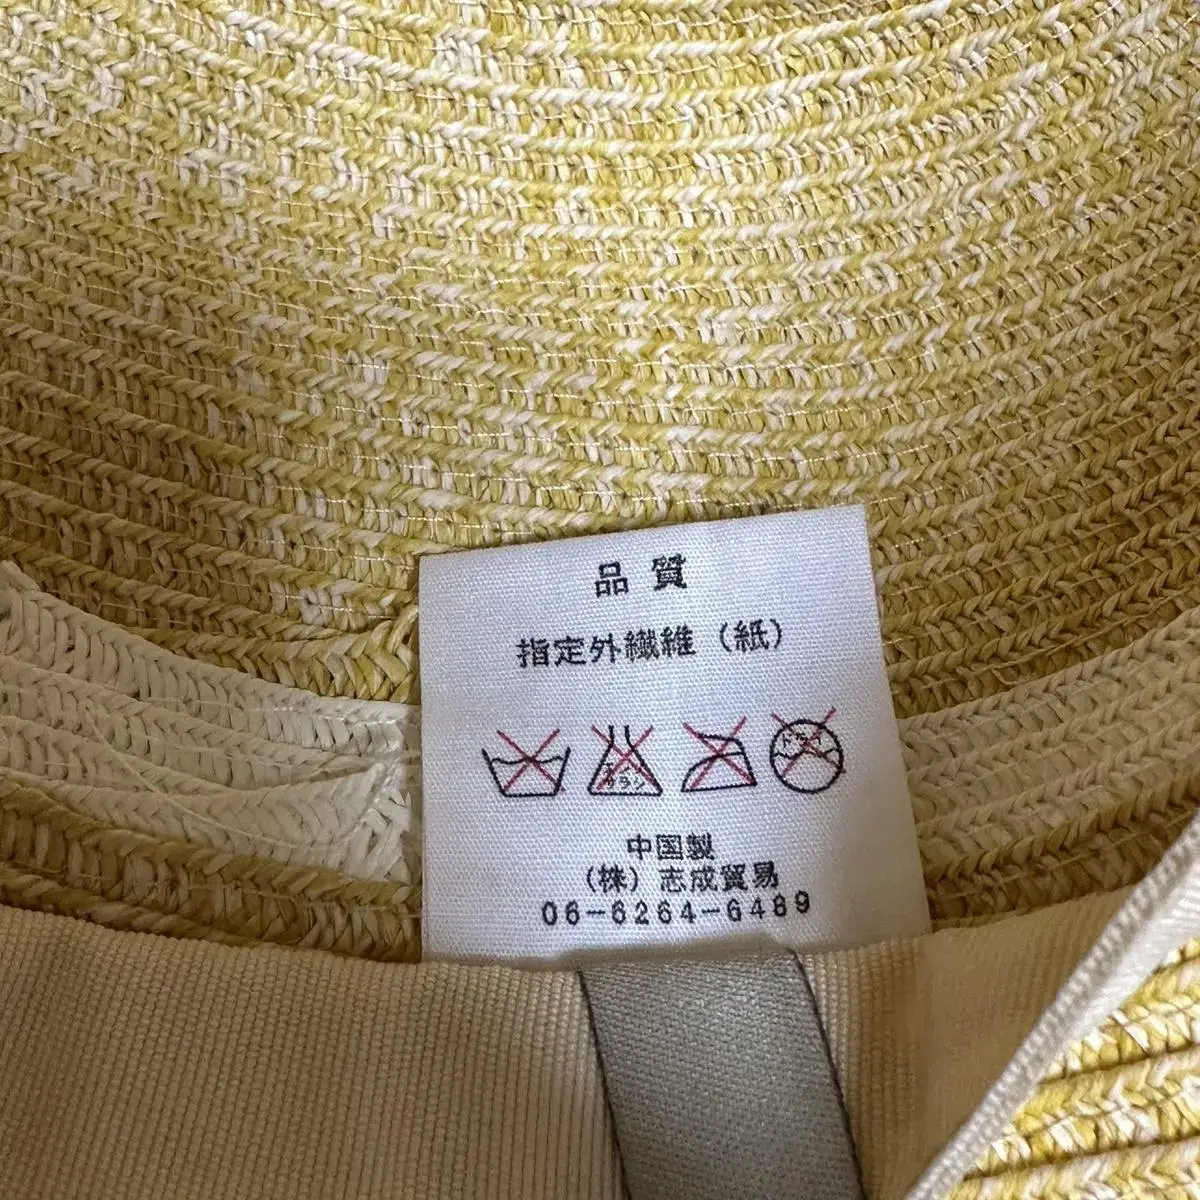 品質
指定外繊維（紙）
中国製
（株）志成貿易
06-6264-6489